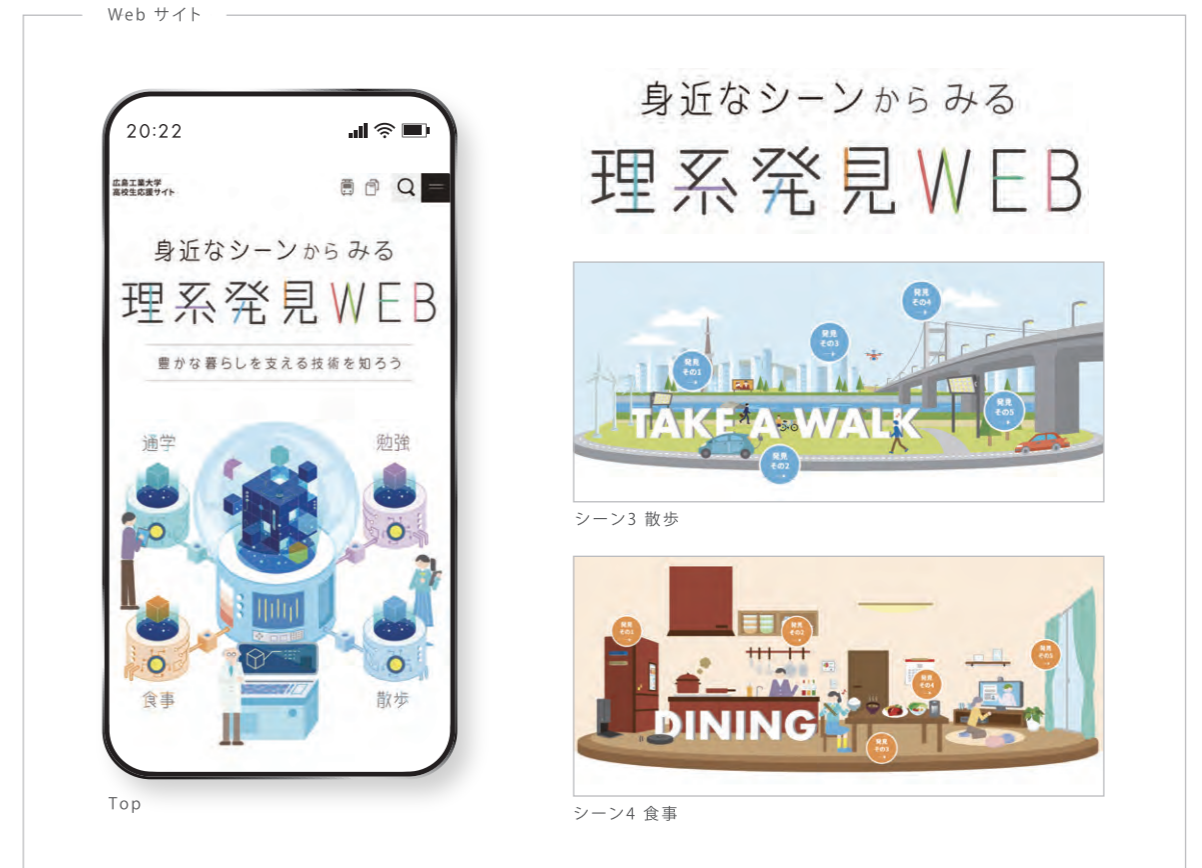 Web サイト
20:22
広島工業大学
高校生応援サイト
身近なシーンからみる
理系発見WEB
豊かな暮らしを支える技術を知ろう
通学
勉強
食事
散歩
Top
身近なシーンからみる
理系発見WEB
発見
その1
発見
その2
発見
その3
発見
その4
発見
その5
TAKE A WALK
シーン3 散歩
発見
その1
発見
その2
発見
その3
発見
その4
発見
その5
DINING
シーン4 食事